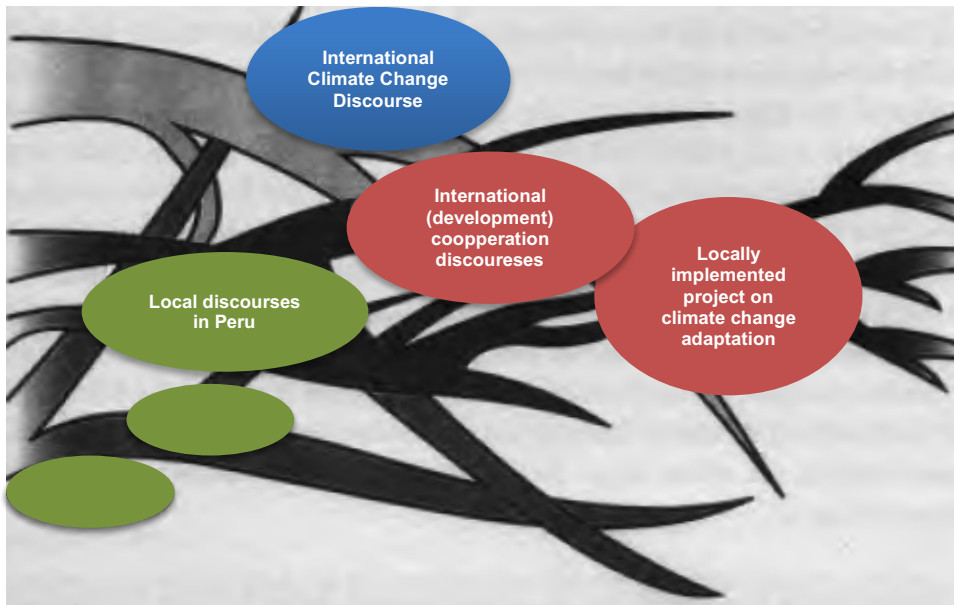 International
Climate Change
Discourse
International
(development)
coopperation
discoureses
Locally
implemented
project on
climate change
adaptation
Local discourses
in Peru